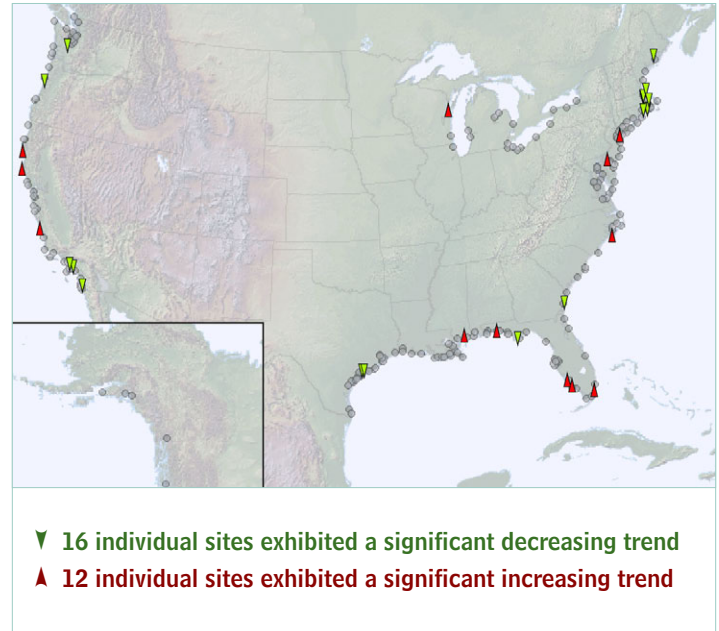 16 individual sites exhibited a significant decreasing trend
12 individual sites exhibited a significant increasing trend